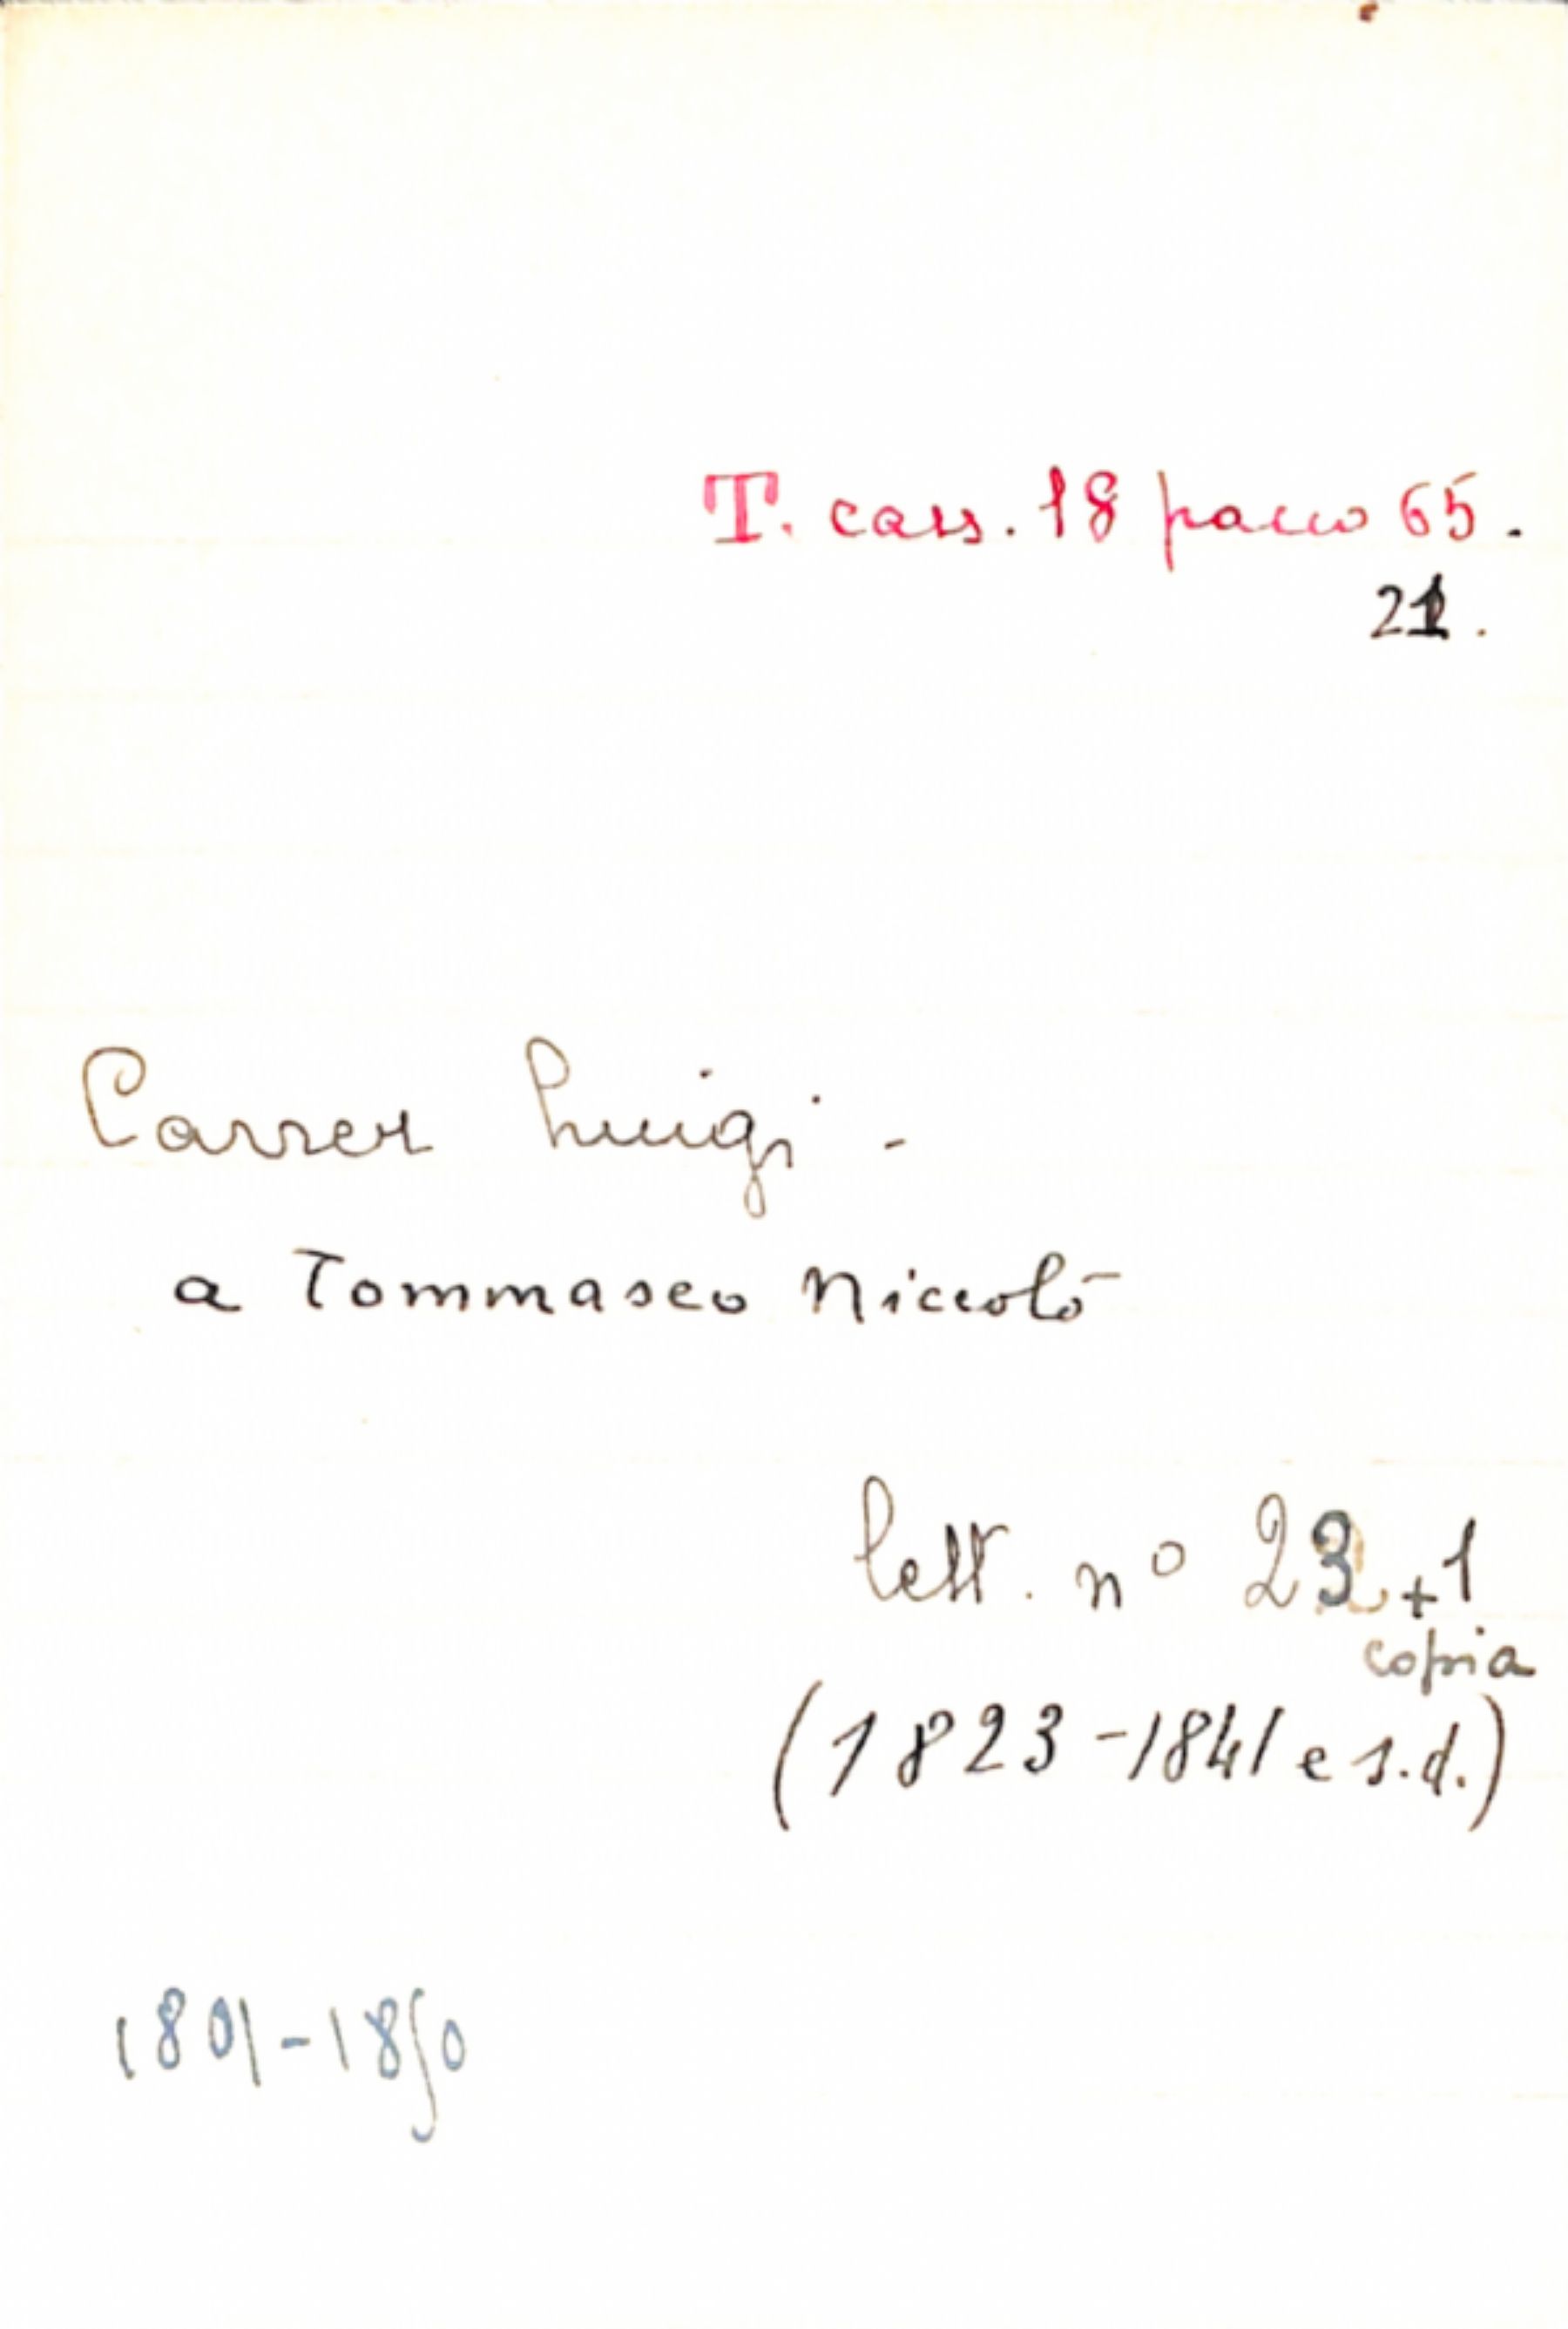 T. cass. 18 pacco 65.
21.
Carrer Luigi -
a Tommaseo Niccolò
lett. n° 23 + 1
copia
(1823-1841 e s.d.)
1801-1850